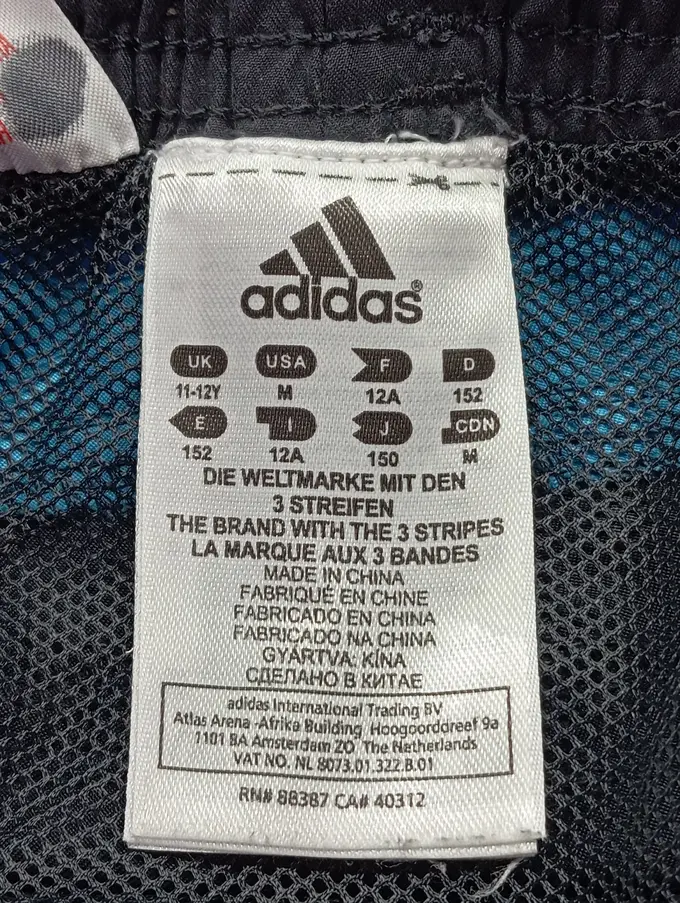 adidas®
UK USA F D
11-12Y M 12A 152
E I J CDN
152 12A 150 M
DIE WELTMARKE MIT DEN
3 STREIFEN
THE BRAND WITH THE 3 STRIPES
LA MARQUE AUX 3 BANDES
MADE IN CHINA
FABRIQUÉ EN CHINE
FABRICADO EN CHINA
FABRICADO NA CHINA
GYÁRTVA: KÍNA
СДЕЛАНО В КИТАЕ
adidas International Trading BV
Atlas Arena -Afrika Building Hoogoorddreef 9a
1101 BA Amsterdam ZO The Netherlands
VAT NO. NL 8073.01.322.B.01
RN# 88387 CA# 40312